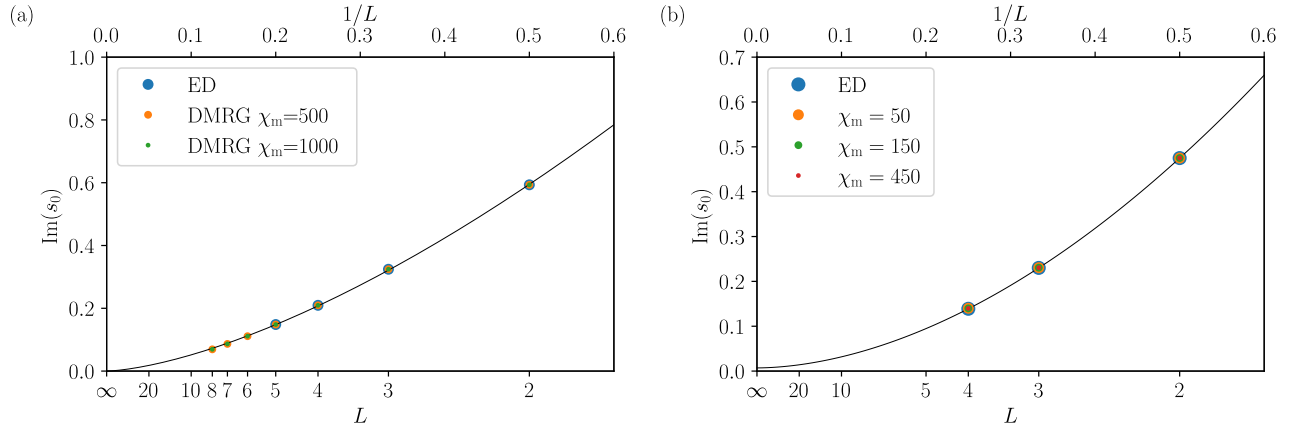 (a)
1/L
0.0 0.1 0.2 0.3 0.4 0.5 0.6
1.0
0.8
0.6
0.4
0.2
0.0
Im(s₀)
ED
DMRG χₘ=500
DMRG χₘ=1000
∞ 20 10 8 7 6 5 4 3 2
L
(b)
1/L
0.0 0.1 0.2 0.3 0.4 0.5 0.6
0.7
0.6
0.5
0.4
0.3
0.2
0.1
0.0
Im(s₀)
ED
χₘ = 50
χₘ = 150
χₘ = 450
∞ 20 10 5 4 3 2
L